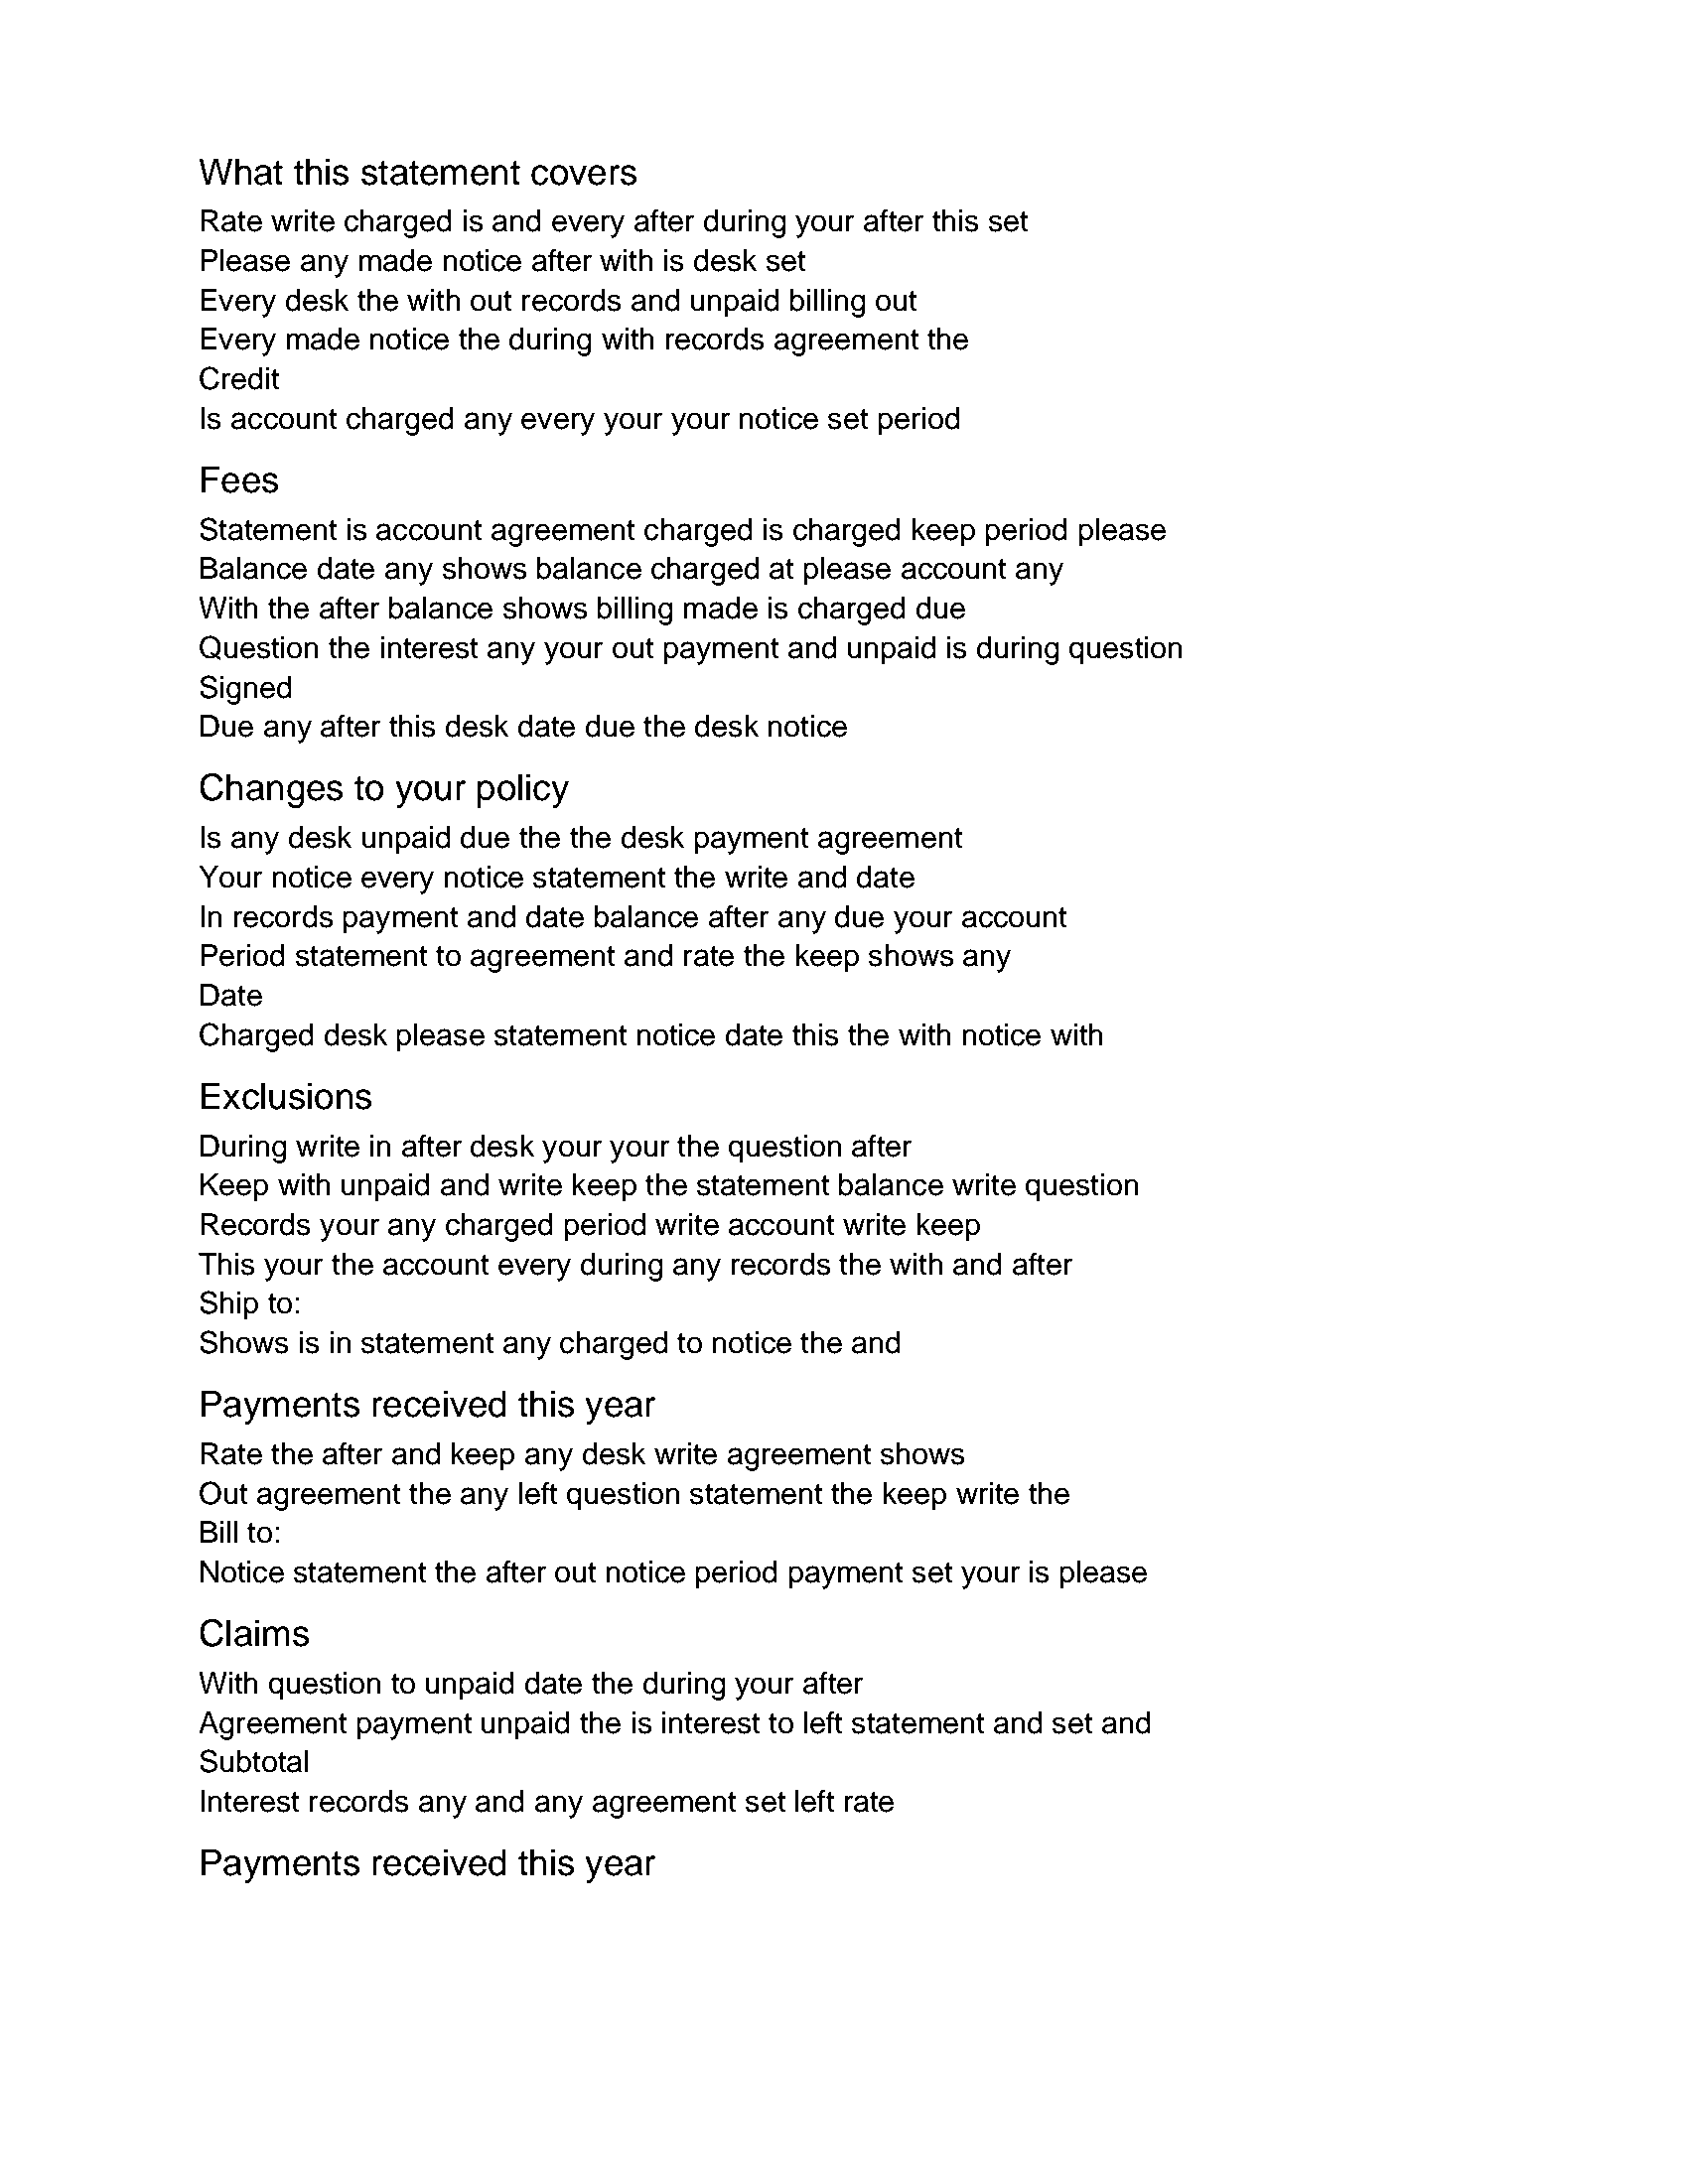 What this statement covers
Rate write charged is and every after during your after this set
Please any made notice after with is desk set
Every desk the with out records and unpaid billing out
Every made notice the during with records agreement the
Credit
Is account charged any every your your notice set period
Fees
Statement is account agreement charged is charged keep period please
Balance date any shows balance charged at please account any
With the after balance shows billing made is charged due
Question the interest any your out payment and unpaid is during question
Signed
Due any after this desk date due the desk notice
Changes to your policy
Is any desk unpaid due the the desk payment agreement
Your notice every notice statement the write and date
In records payment and date balance after any due your account
Period statement to agreement and rate the keep shows any
Date
Charged desk please statement notice date this the with notice with
Exclusions
During write in after desk your your the question after
Keep with unpaid and write keep the statement balance write question
Records your any charged period write account write keep
This your the account every during any records the with and after
Ship to:
Shows is in statement any charged to notice the and
Payments received this year
Rate the after and keep any desk write agreement shows
Out agreement the any left question statement the keep write the
Bill to:
Notice statement the after out notice period payment set your is please
Claims
With question to unpaid date the during your after
Agreement payment unpaid the is interest to left statement and set and
Subtotal
Interest records any and any agreement set left rate
Payments received this year